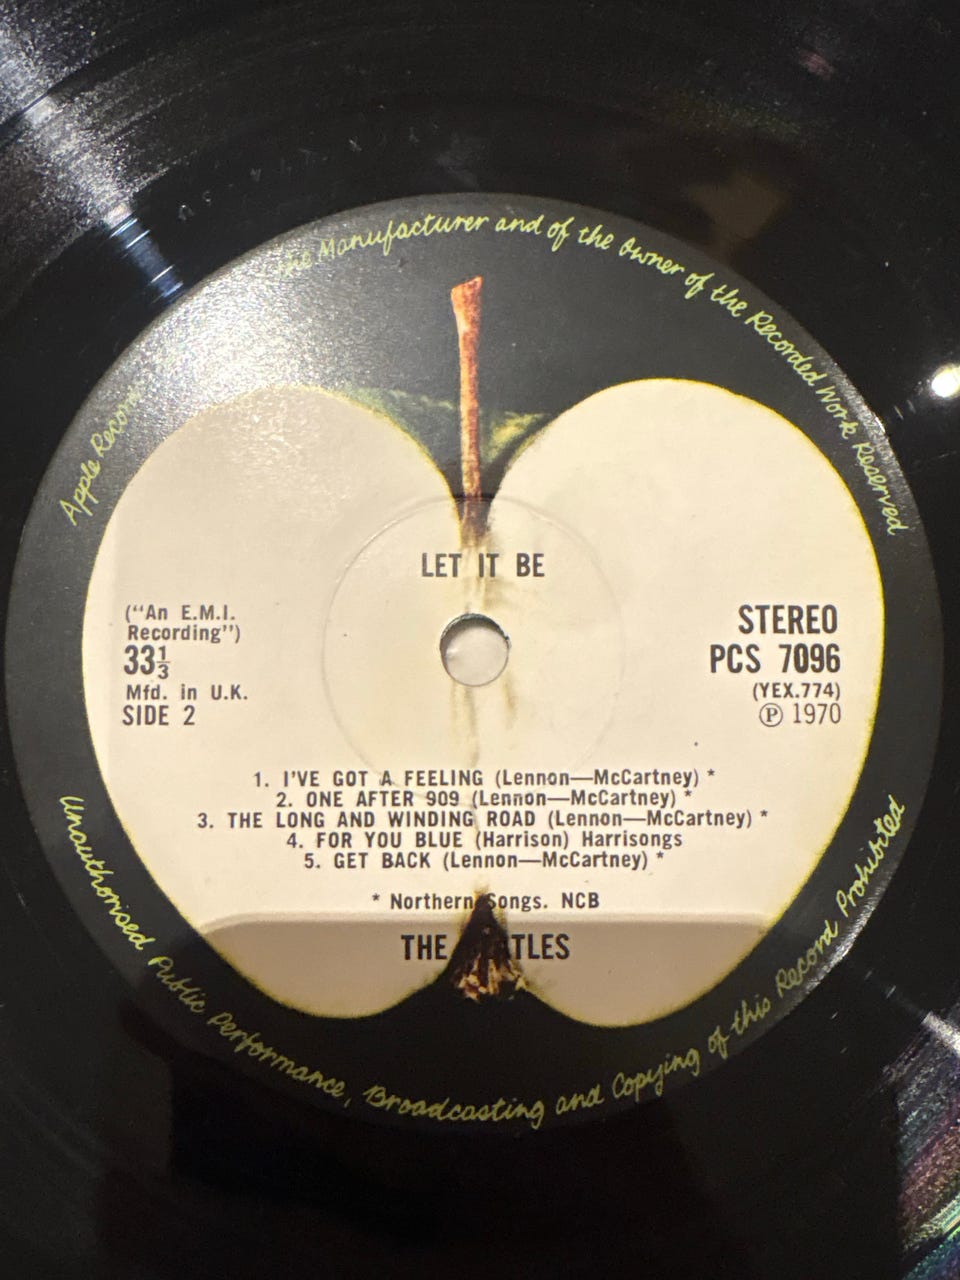 Apple Records
The Manufacturer and of the Owner of the Recorded Work Reserved
LET IT BE
("An E.M.I.
Recording")
33⅓
Mfd. in U.K.
SIDE 2
STEREO
PCS 7096
(YEX.774)
℗ 1970
1. I'VE GOT A FEELING (Lennon—McCartney) *
2. ONE AFTER 909 (Lennon—McCartney) *
3. THE LONG AND WINDING ROAD (Lennon—McCartney) *
4. FOR YOU BLUE (Harrison) Harrisongs
5. GET BACK (Lennon—McCartney) *
* Northern Songs. NCB
THE BEATLES
Unauthorised Public Performance, Broadcasting and Copying of this Record Prohibited